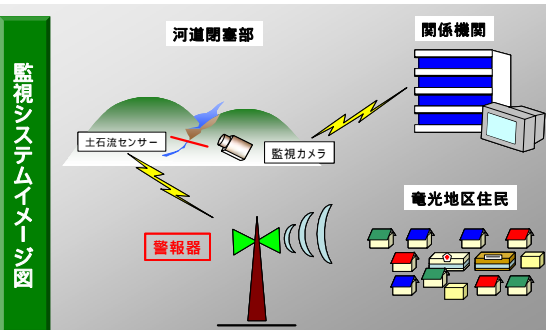 監視システムイメージ図
河道閉塞部
関係機関
土石流センサー
監視カメラ
警報器
竜光地区住民